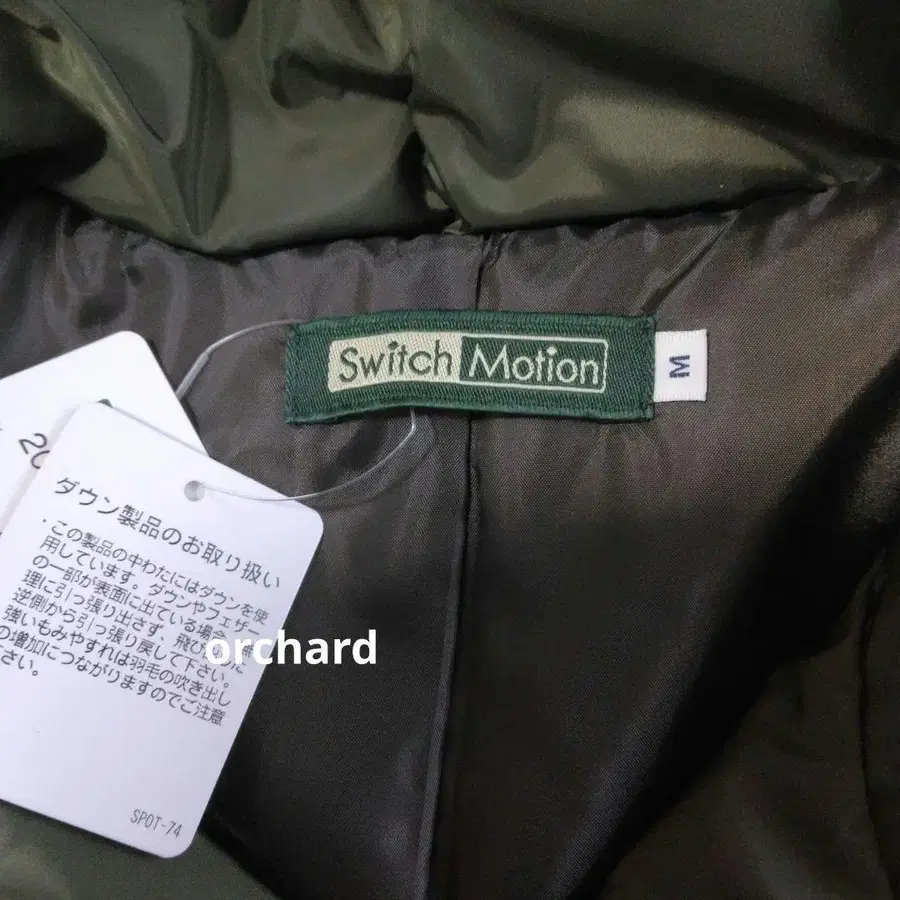 Switch Motion
M
20
ダウン製品のお取り扱い
・この製品の中わたにはダウンを使
用しています。ダウンやフェザー
の一部が表面に出ている場合、無
理に引っ張り出さず、
逆側から引っ張り戻して下さい。
強いもみやすれは羽毛の吹き出し
の増加につながりますのでご注意
さい。
SPOT-74
orchard